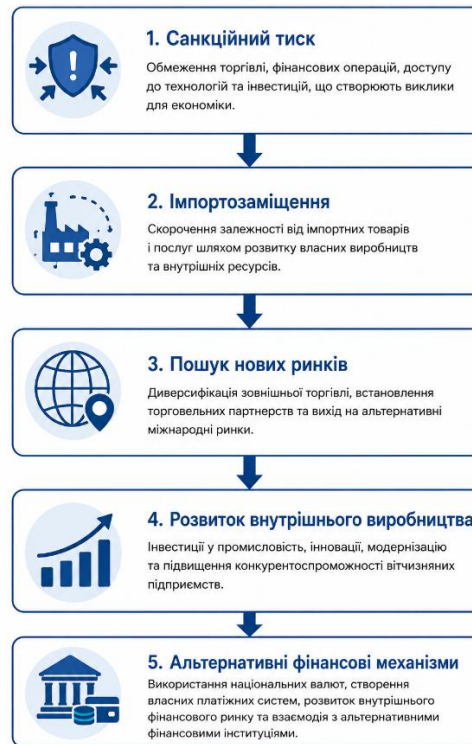 1. Санкційний тиск
Обмеження торгівлі, фінансових операцій, доступу
до технологій та інвестицій, що створюють виклики
для економіки.
2. Імпортозаміщення
Скорочення залежності від імпортних товарів
і послуг шляхом розвитку власних виробництв
та внутрішніх ресурсів.
3. Пошук нових ринків
Диверсифікація зовнішньої торгівлі, встановлення
торговельних партнерств та вихід на альтернативні
міжнародні ринки.
4. Розвиток внутрішнього виробництва
Інвестиції у промисловість, інновації, модернізацію
та підвищення конкурентоспроможності вітчизняних
підприємств.
5. Альтернативні фінансові механізми
Використання національних валют, створення
власних платіжних систем, розвиток внутрішнього
фінансового ринку та взаємодія з альтернативними
фінансовими інституціями.